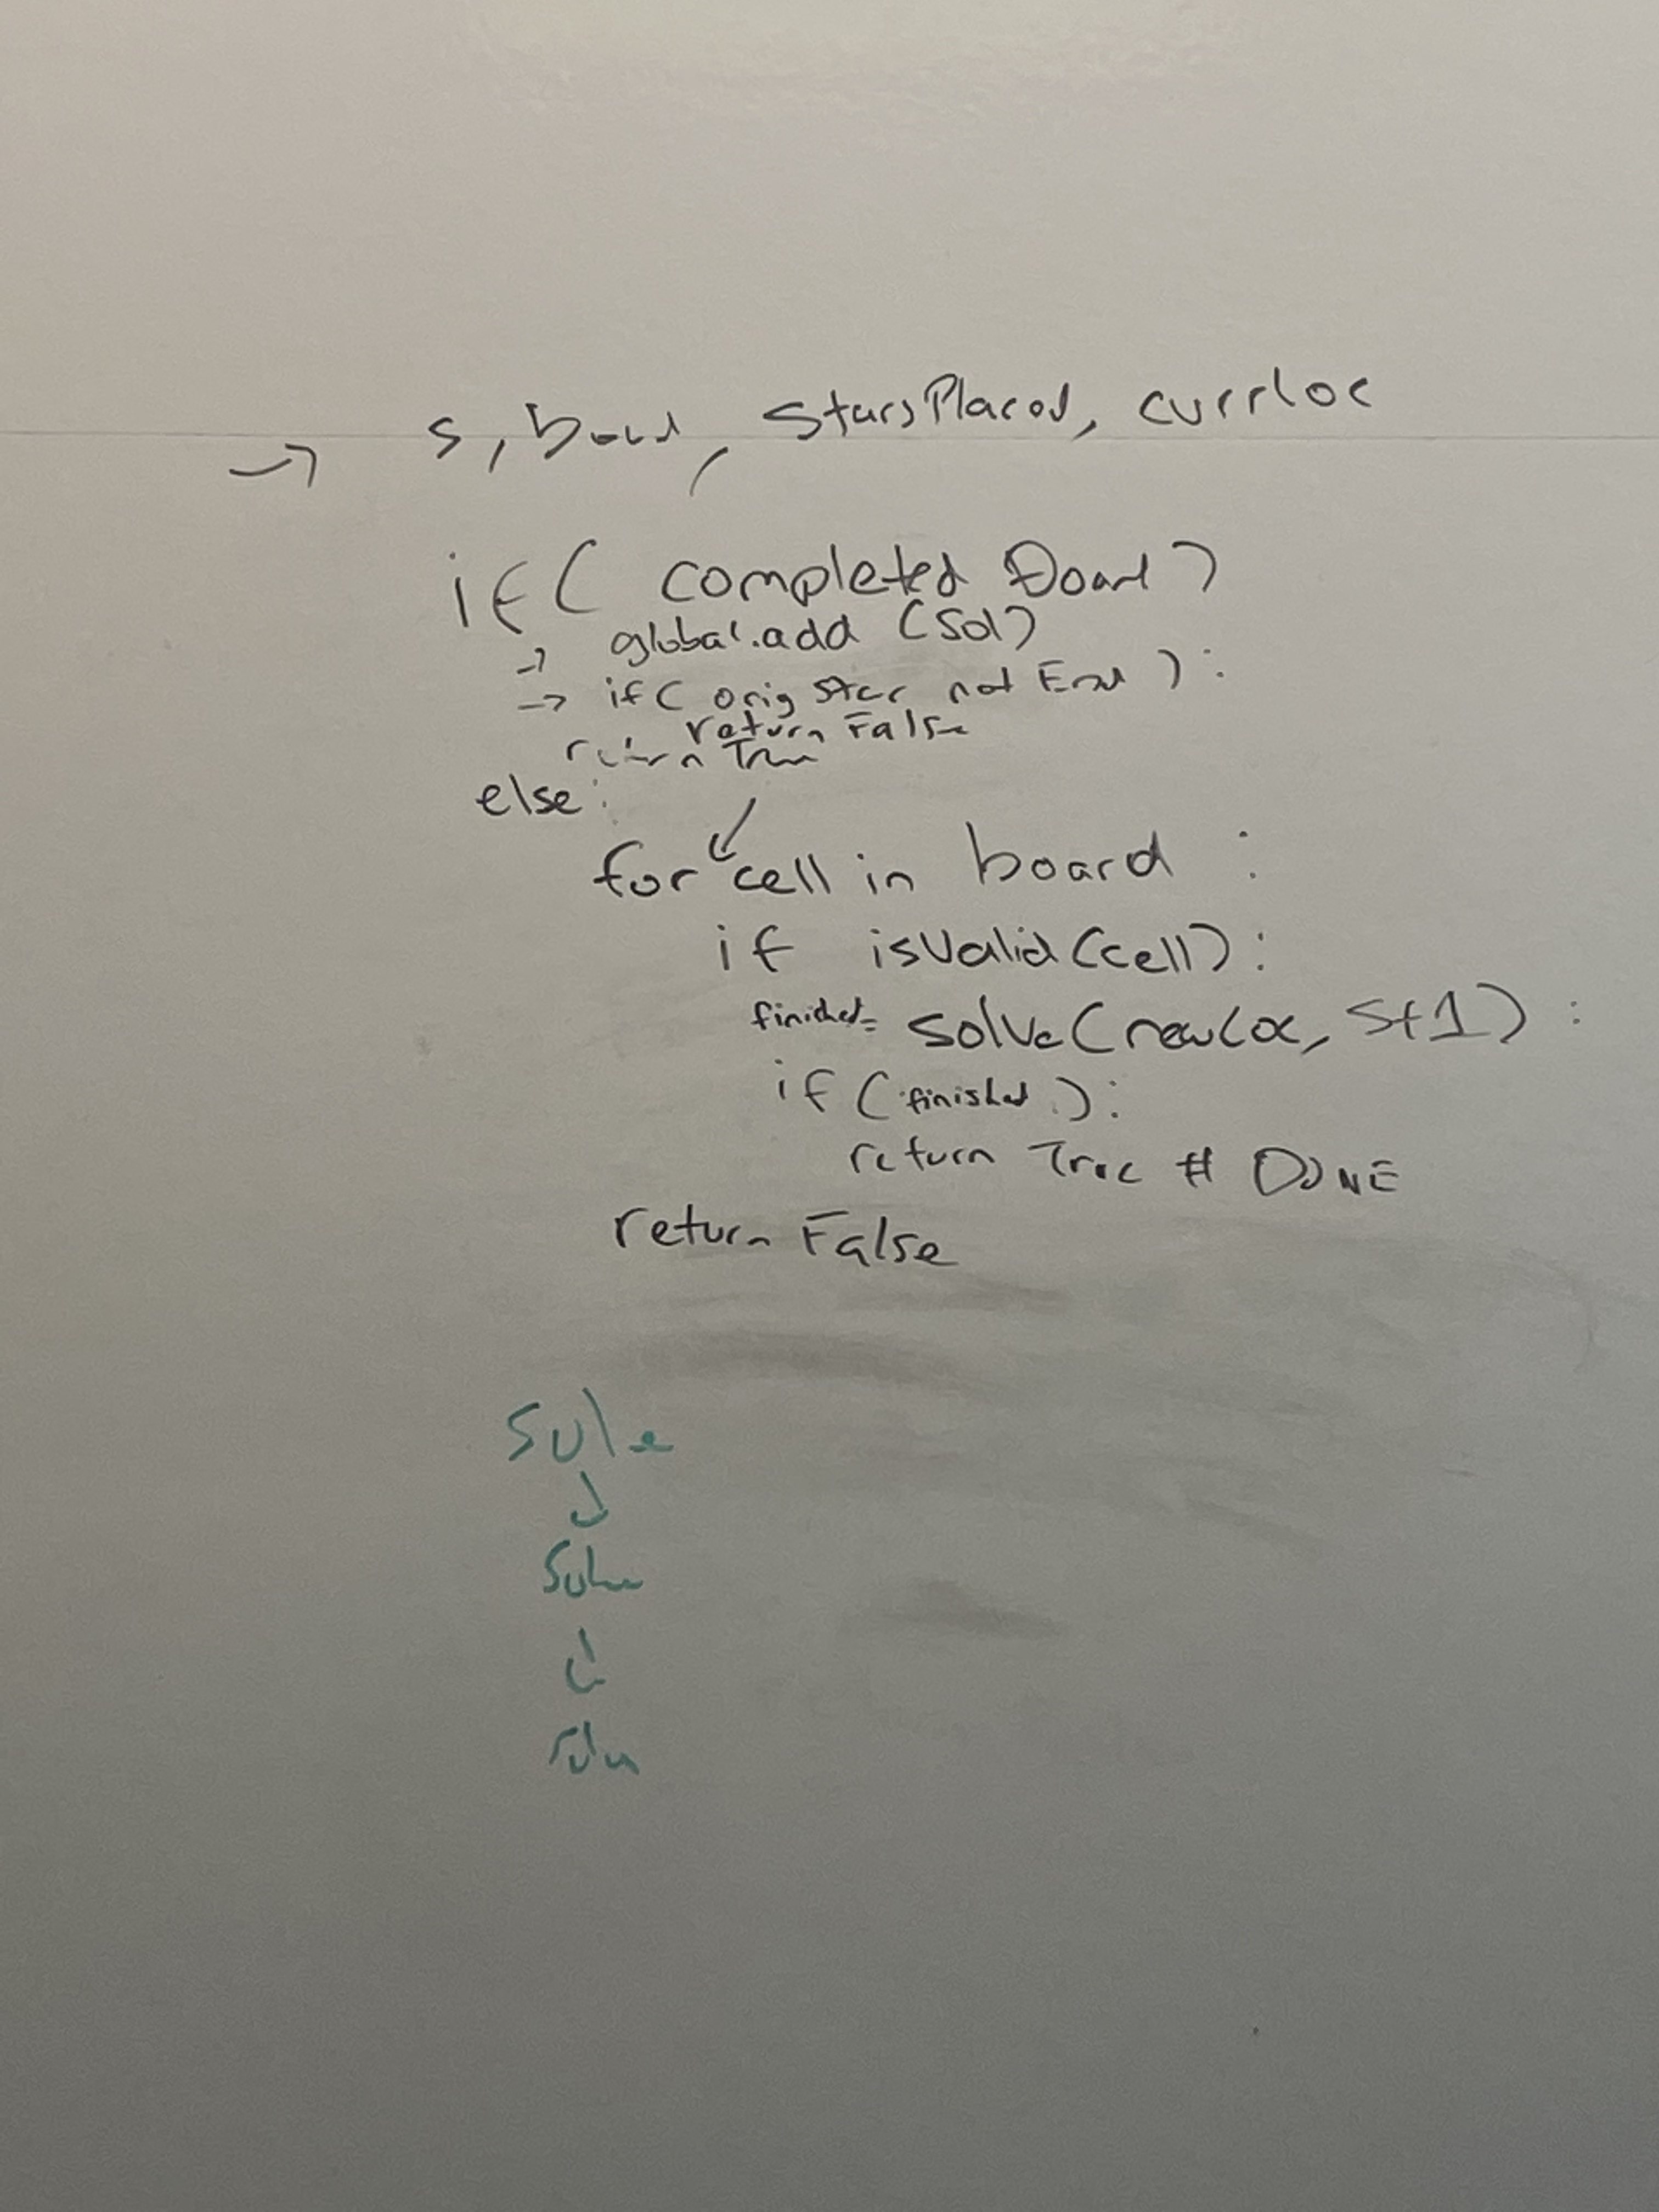 → s, board, StarsPlaced, currLoc
if( completed Board)
→ global.add (sol)
→ if( orig star not End ):
return False
return True
else:
for cell in board :
if isValid(cell):
finished= solve(newLoc, S+1) :
if (finished):
return True # DONE
return False
solve
↓
solve
↓
solve